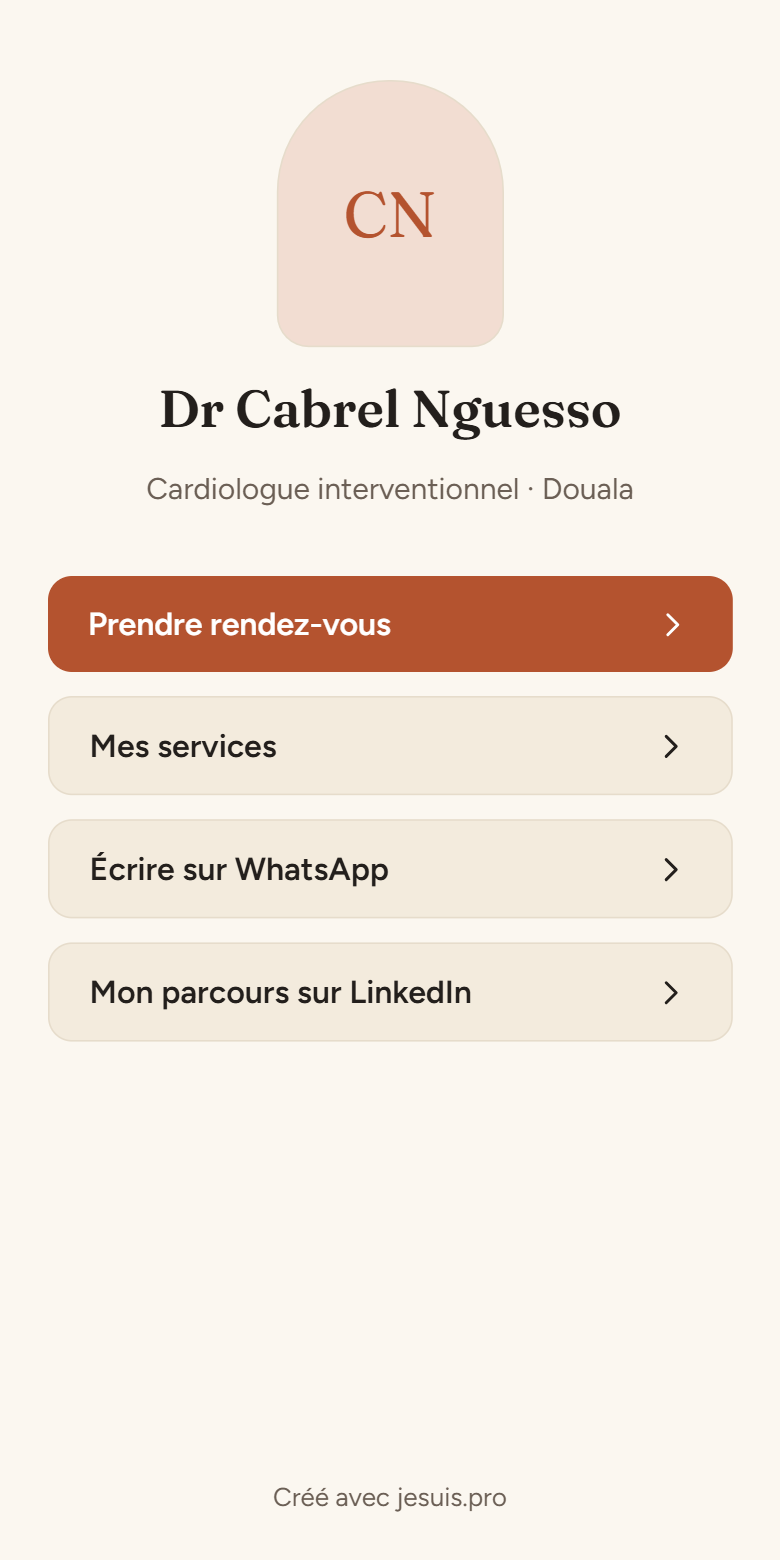 CN
Dr Cabrel Nguesso
Cardiologue interventionnel · Douala
Prendre rendez-vous
Mes services
Écrire sur WhatsApp
Mon parcours sur LinkedIn
Créé avec jesuis.pro